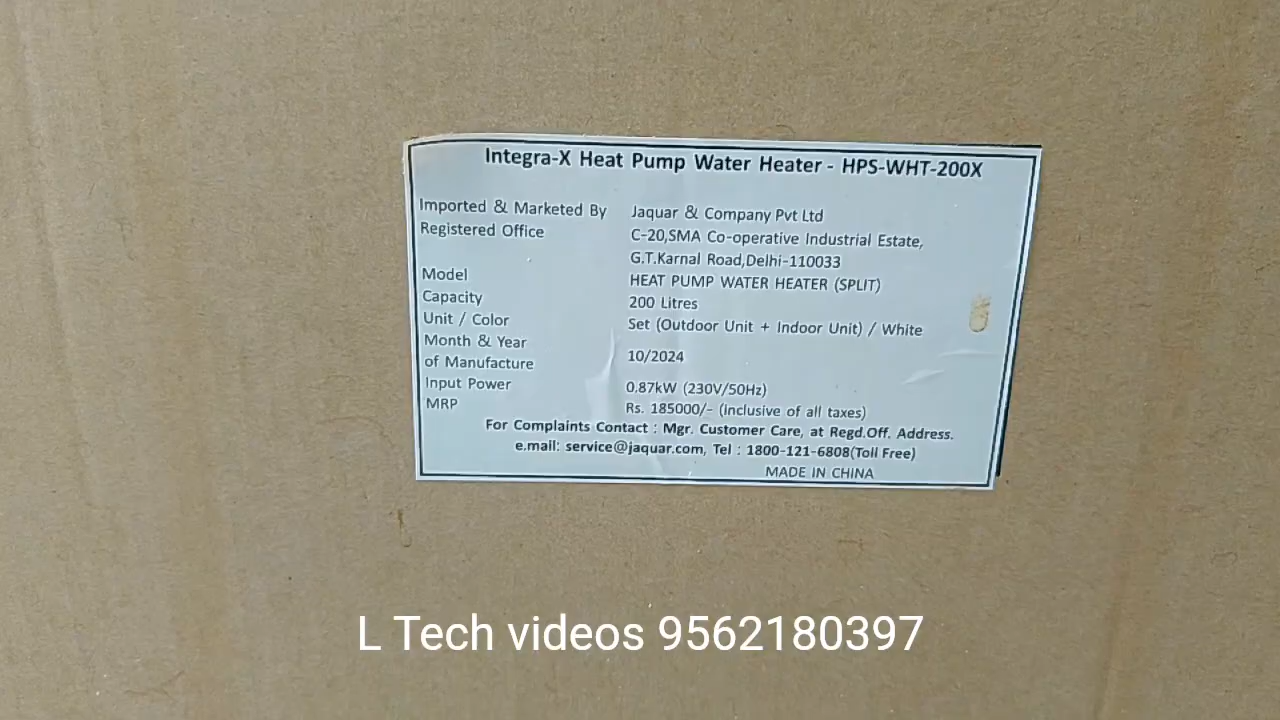 Integra-X Heat Pump Water Heater - HPS-WHT-200X
Imported & Marketed By Jaquar & Company Pvt Ltd
Registered Office C-20,SMA Co-operative Industrial Estate,
G.T.Karnal Road,Delhi-110033
Model HEAT PUMP WATER HEATER (SPLIT)
Capacity 200 Litres
Unit / Color Set (Outdoor Unit + Indoor Unit) / White
Month & Year
of Manufacture 10/2024
Input Power 0.87kW (230V/50Hz)
MRP Rs. 185000/- (inclusive of all taxes)
For Complaints Contact : Mgr. Customer Care, at Regd.Off. Address.
e.mail: service@jaquar.com, Tel : 1800-121-6808(Toll Free)
MADE IN CHINA
L Tech videos 9562180397